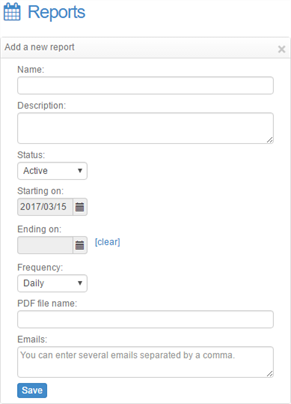 Reports
Add a new report ×
Name:
Description:
Status:
Active
Starting on:
2017/03/15
Ending on:
[clear]
Frequency:
Daily
PDF file name:
Emails:
You can enter several emails separated by a comma.
Save